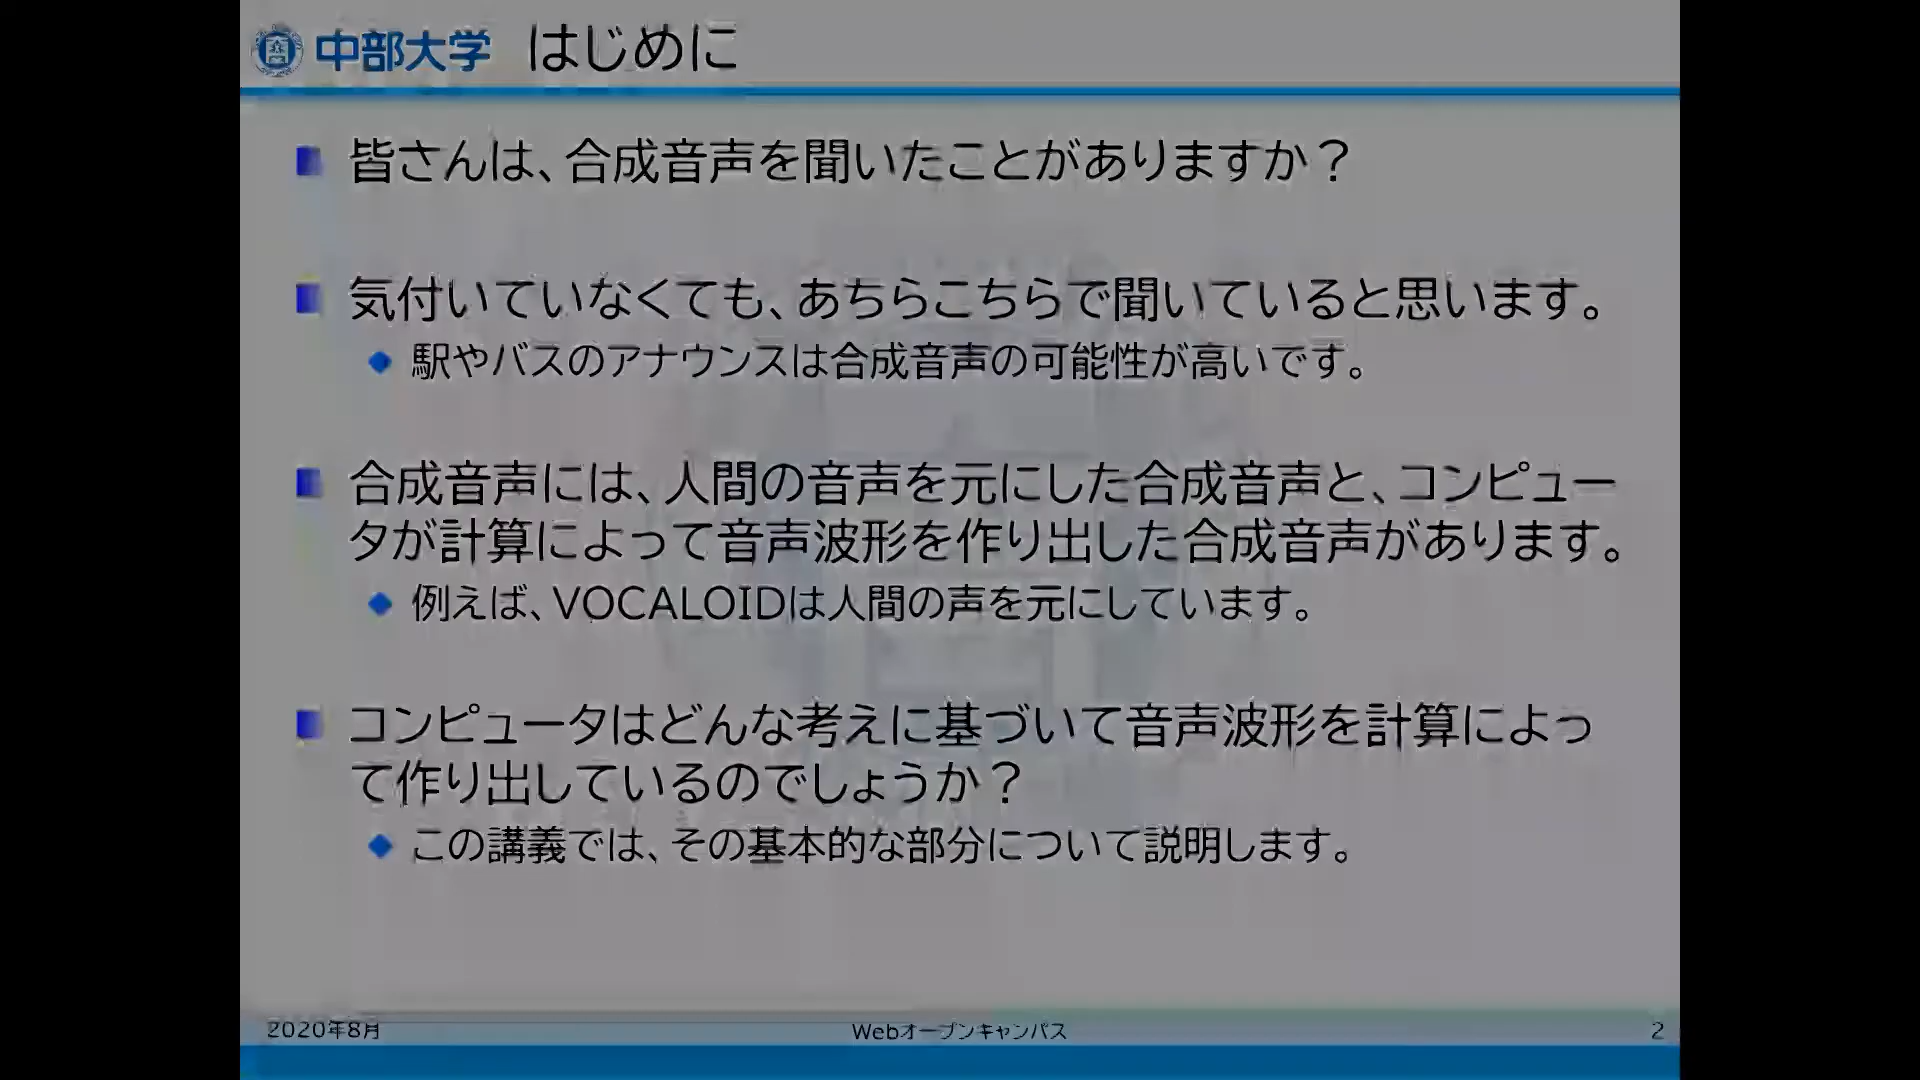 中部大学 はじめに
皆さんは、合成音声を聞いたことがありますか？
気付いていなくても、あちらこちらで聞いていると思います。
駅やバスのアナウンスは合成音声の可能性が高いです。
合成音声には、人間の音声を元にした合成音声と、コンピュー
タが計算によって音声波形を作り出した合成音声があります。
例えば、VOCALOIDは人間の声を元にしています。
コンピュータはどんな考えに基づいて音声波形を計算によっ
て作り出しているのでしょうか？
この講義では、その基本的な部分について説明します。
2020年8月 Webオープンキャンパス 2